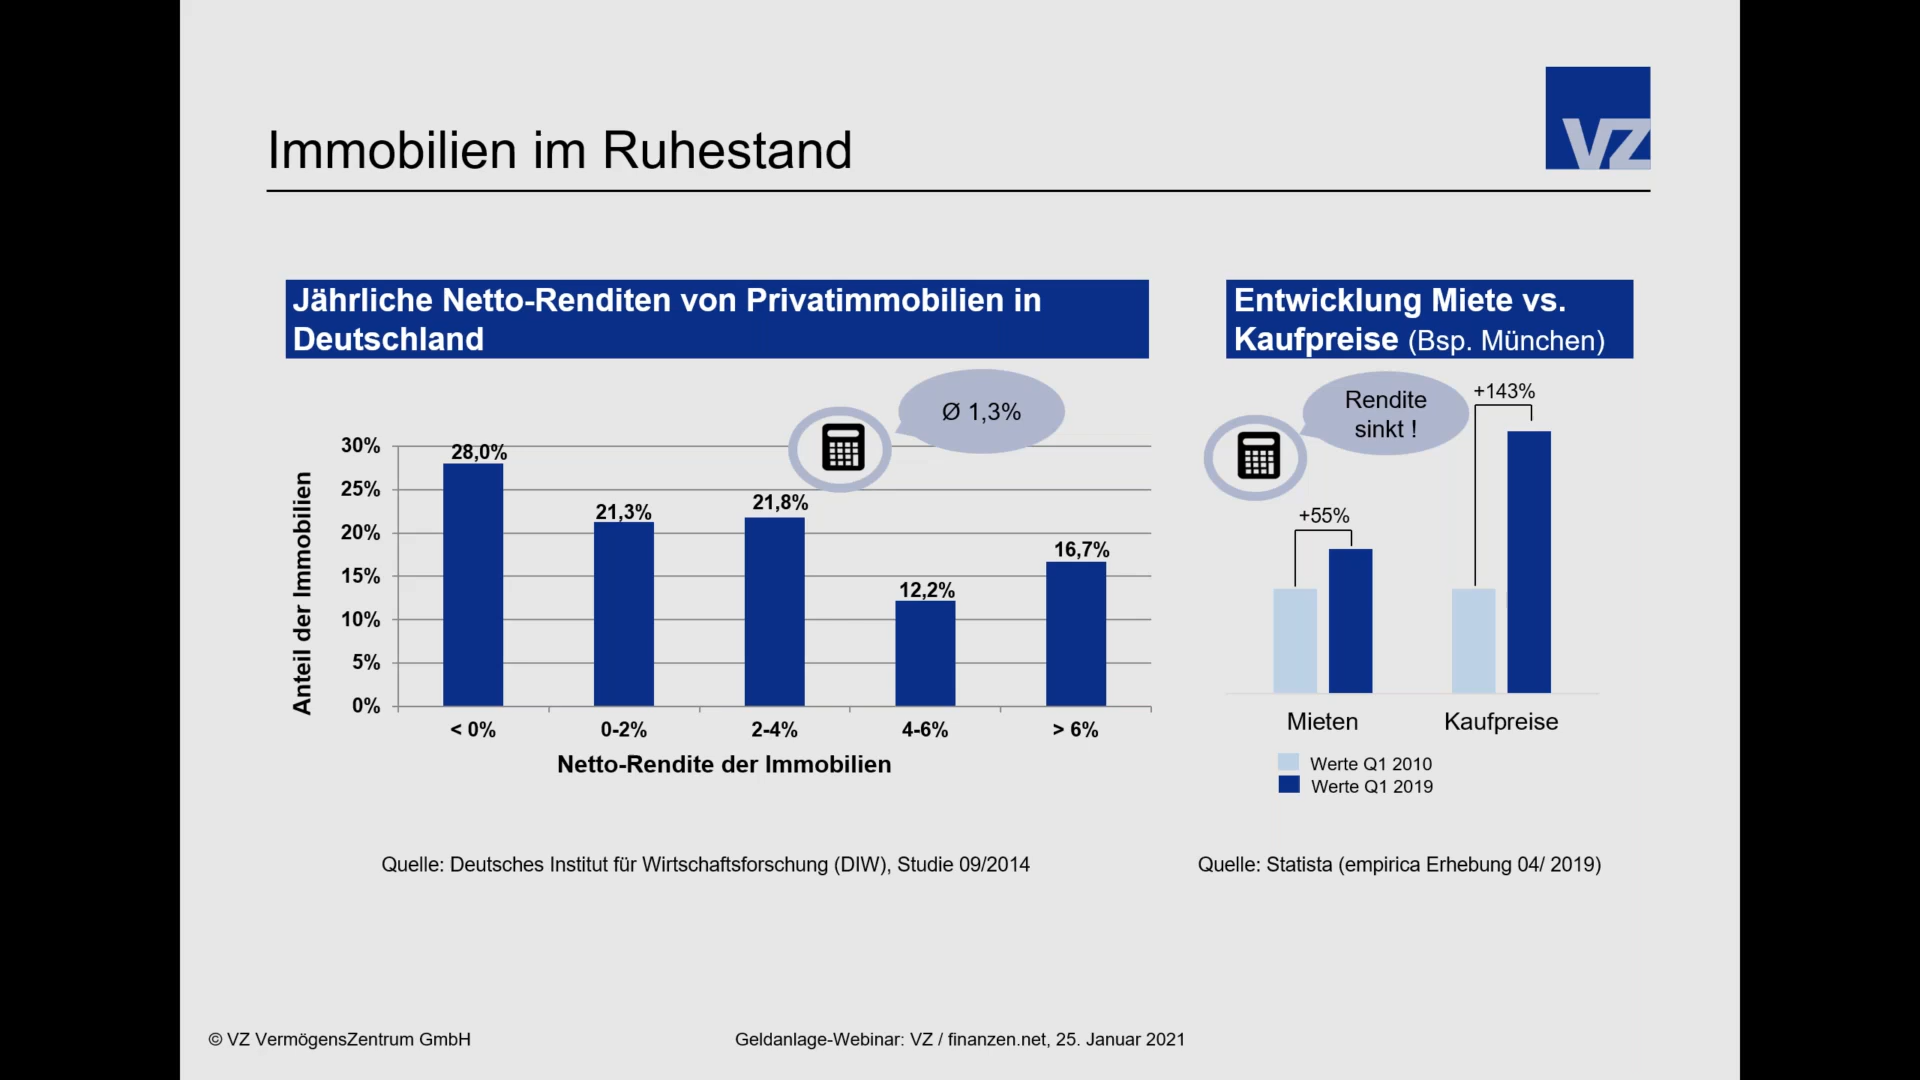 VZ
Immobilien im Ruhestand
Jährliche Netto-Renditen von Privatimmobilien in
Deutschland
Ø 1,3%
30%
25%
20%
15%
10%
5%
0%
Anteil der Immobilien
28,0%
21,3%
21,8%
12,2%
16,7%
< 0%
0-2%
2-4%
4-6%
> 6%
Netto-Rendite der Immobilien
Quelle: Deutsches Institut für Wirtschaftsforschung (DIW), Studie 09/2014
Entwicklung Miete vs.
Kaufpreise (Bsp. München)
Rendite
sinkt !
+143%
+55%
Mieten
Kaufpreise
Werte Q1 2010
Werte Q1 2019
Quelle: Statista (empirica Erhebung 04/ 2019)
© VZ VermögensZentrum GmbH
Geldanlage-Webinar: VZ / finanzen.net, 25. Januar 2021